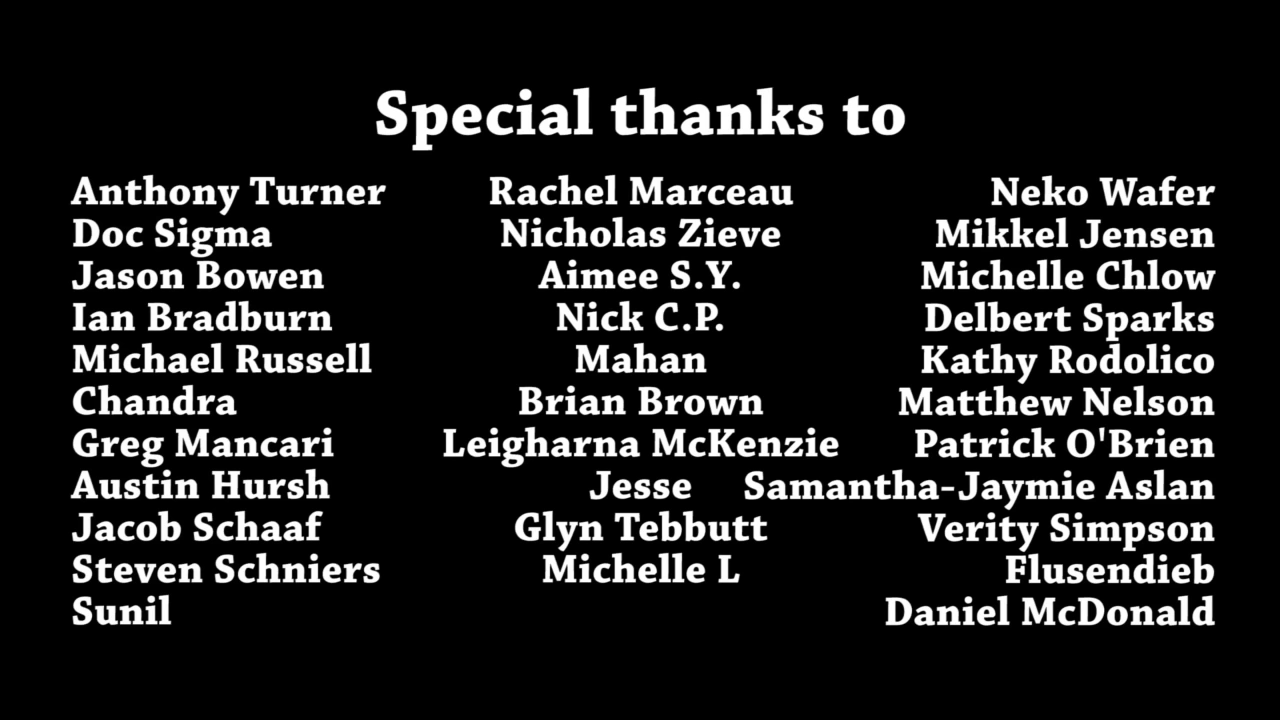 Special thanks to
Anthony Turner
Doc Sigma
Jason Bowen
Ian Bradburn
Michael Russell
Chandra
Greg Mancari
Austin Hursh
Jacob Schaaf
Steven Schniers
Sunil
Rachel Marceau
Nicholas Zieve
Aimee S.Y.
Nick C.P.
Mahan
Brian Brown
Leigharna McKenzie
Jesse
Glyn Tebbutt
Michelle L
Neko Wafer
Mikkel Jensen
Michelle Chlow
Delbert Sparks
Kathy Rodolico
Matthew Nelson
Patrick O'Brien
Samantha-Jaymie Aslan
Verity Simpson
Flusendieb
Daniel McDonald